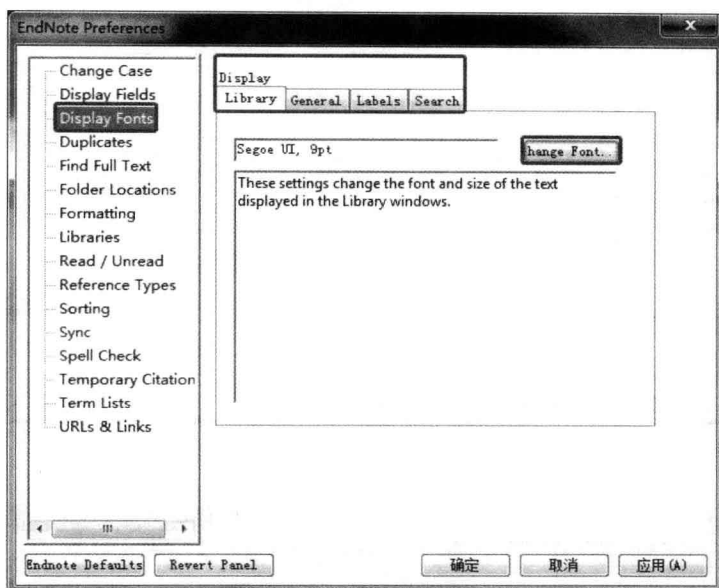 EndNote Preferences
x
Change Case
Display Fields
Display Fonts
Duplicates
Find Full Text
Folder Locations
Formatting
Libraries
Read / Unread
Reference Types
Sorting
Sync
Spell Check
Temporary Citation
Term Lists
URLs & Links
Display
Library General Labels Search
Segoe UI, 9pt
hange Font..
These settings change the font and size of the text
displayed in the Library windows.
Endnote Defaults Revert Panel 确定 取消 应用(A)